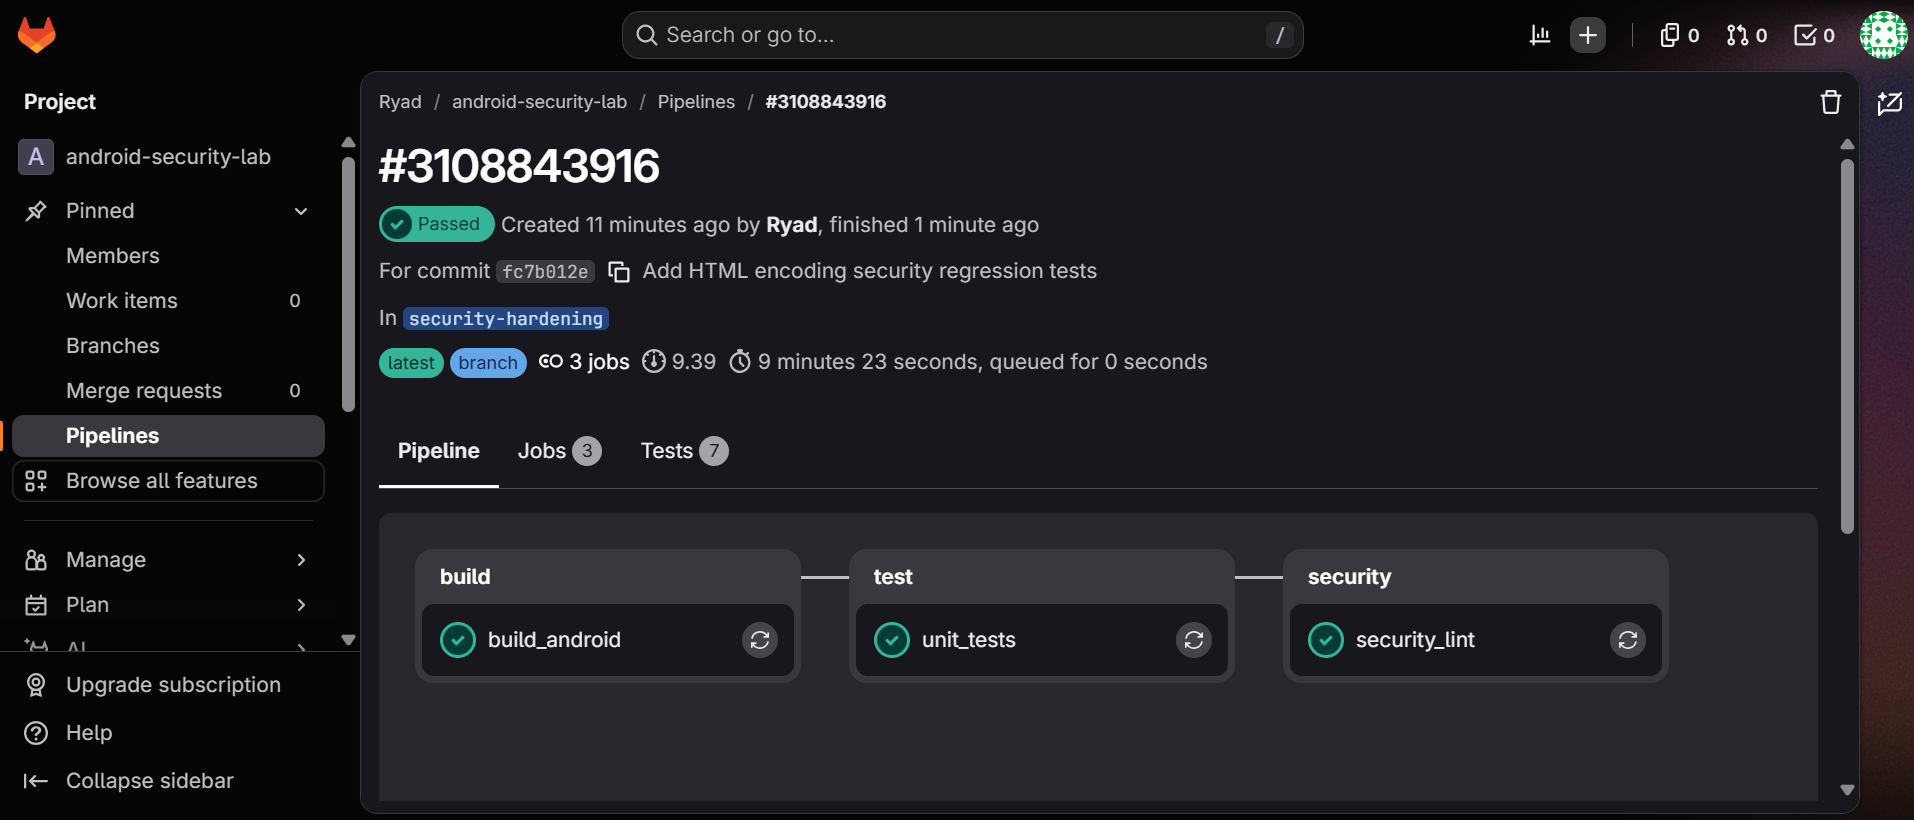 Search or go to...
/
0
0
0
Project
A
android-security-lab
Pinned
Members
Work items 0
Branches
Merge requests 0
Pipelines
Browse all features
Manage
Plan
AI
Upgrade subscription
Help
Collapse sidebar
Ryad / android-security-lab / Pipelines / #3108843916
#3108843916
Passed Created 11 minutes ago by Ryad, finished 1 minute ago
For commit fc7b012e Add HTML encoding security regression tests
In security-hardening
latest branch 3 jobs 9.39 9 minutes 23 seconds, queued for 0 seconds
Pipeline Jobs 3 Tests 7
build
build_android
test
unit_tests
security
security_lint